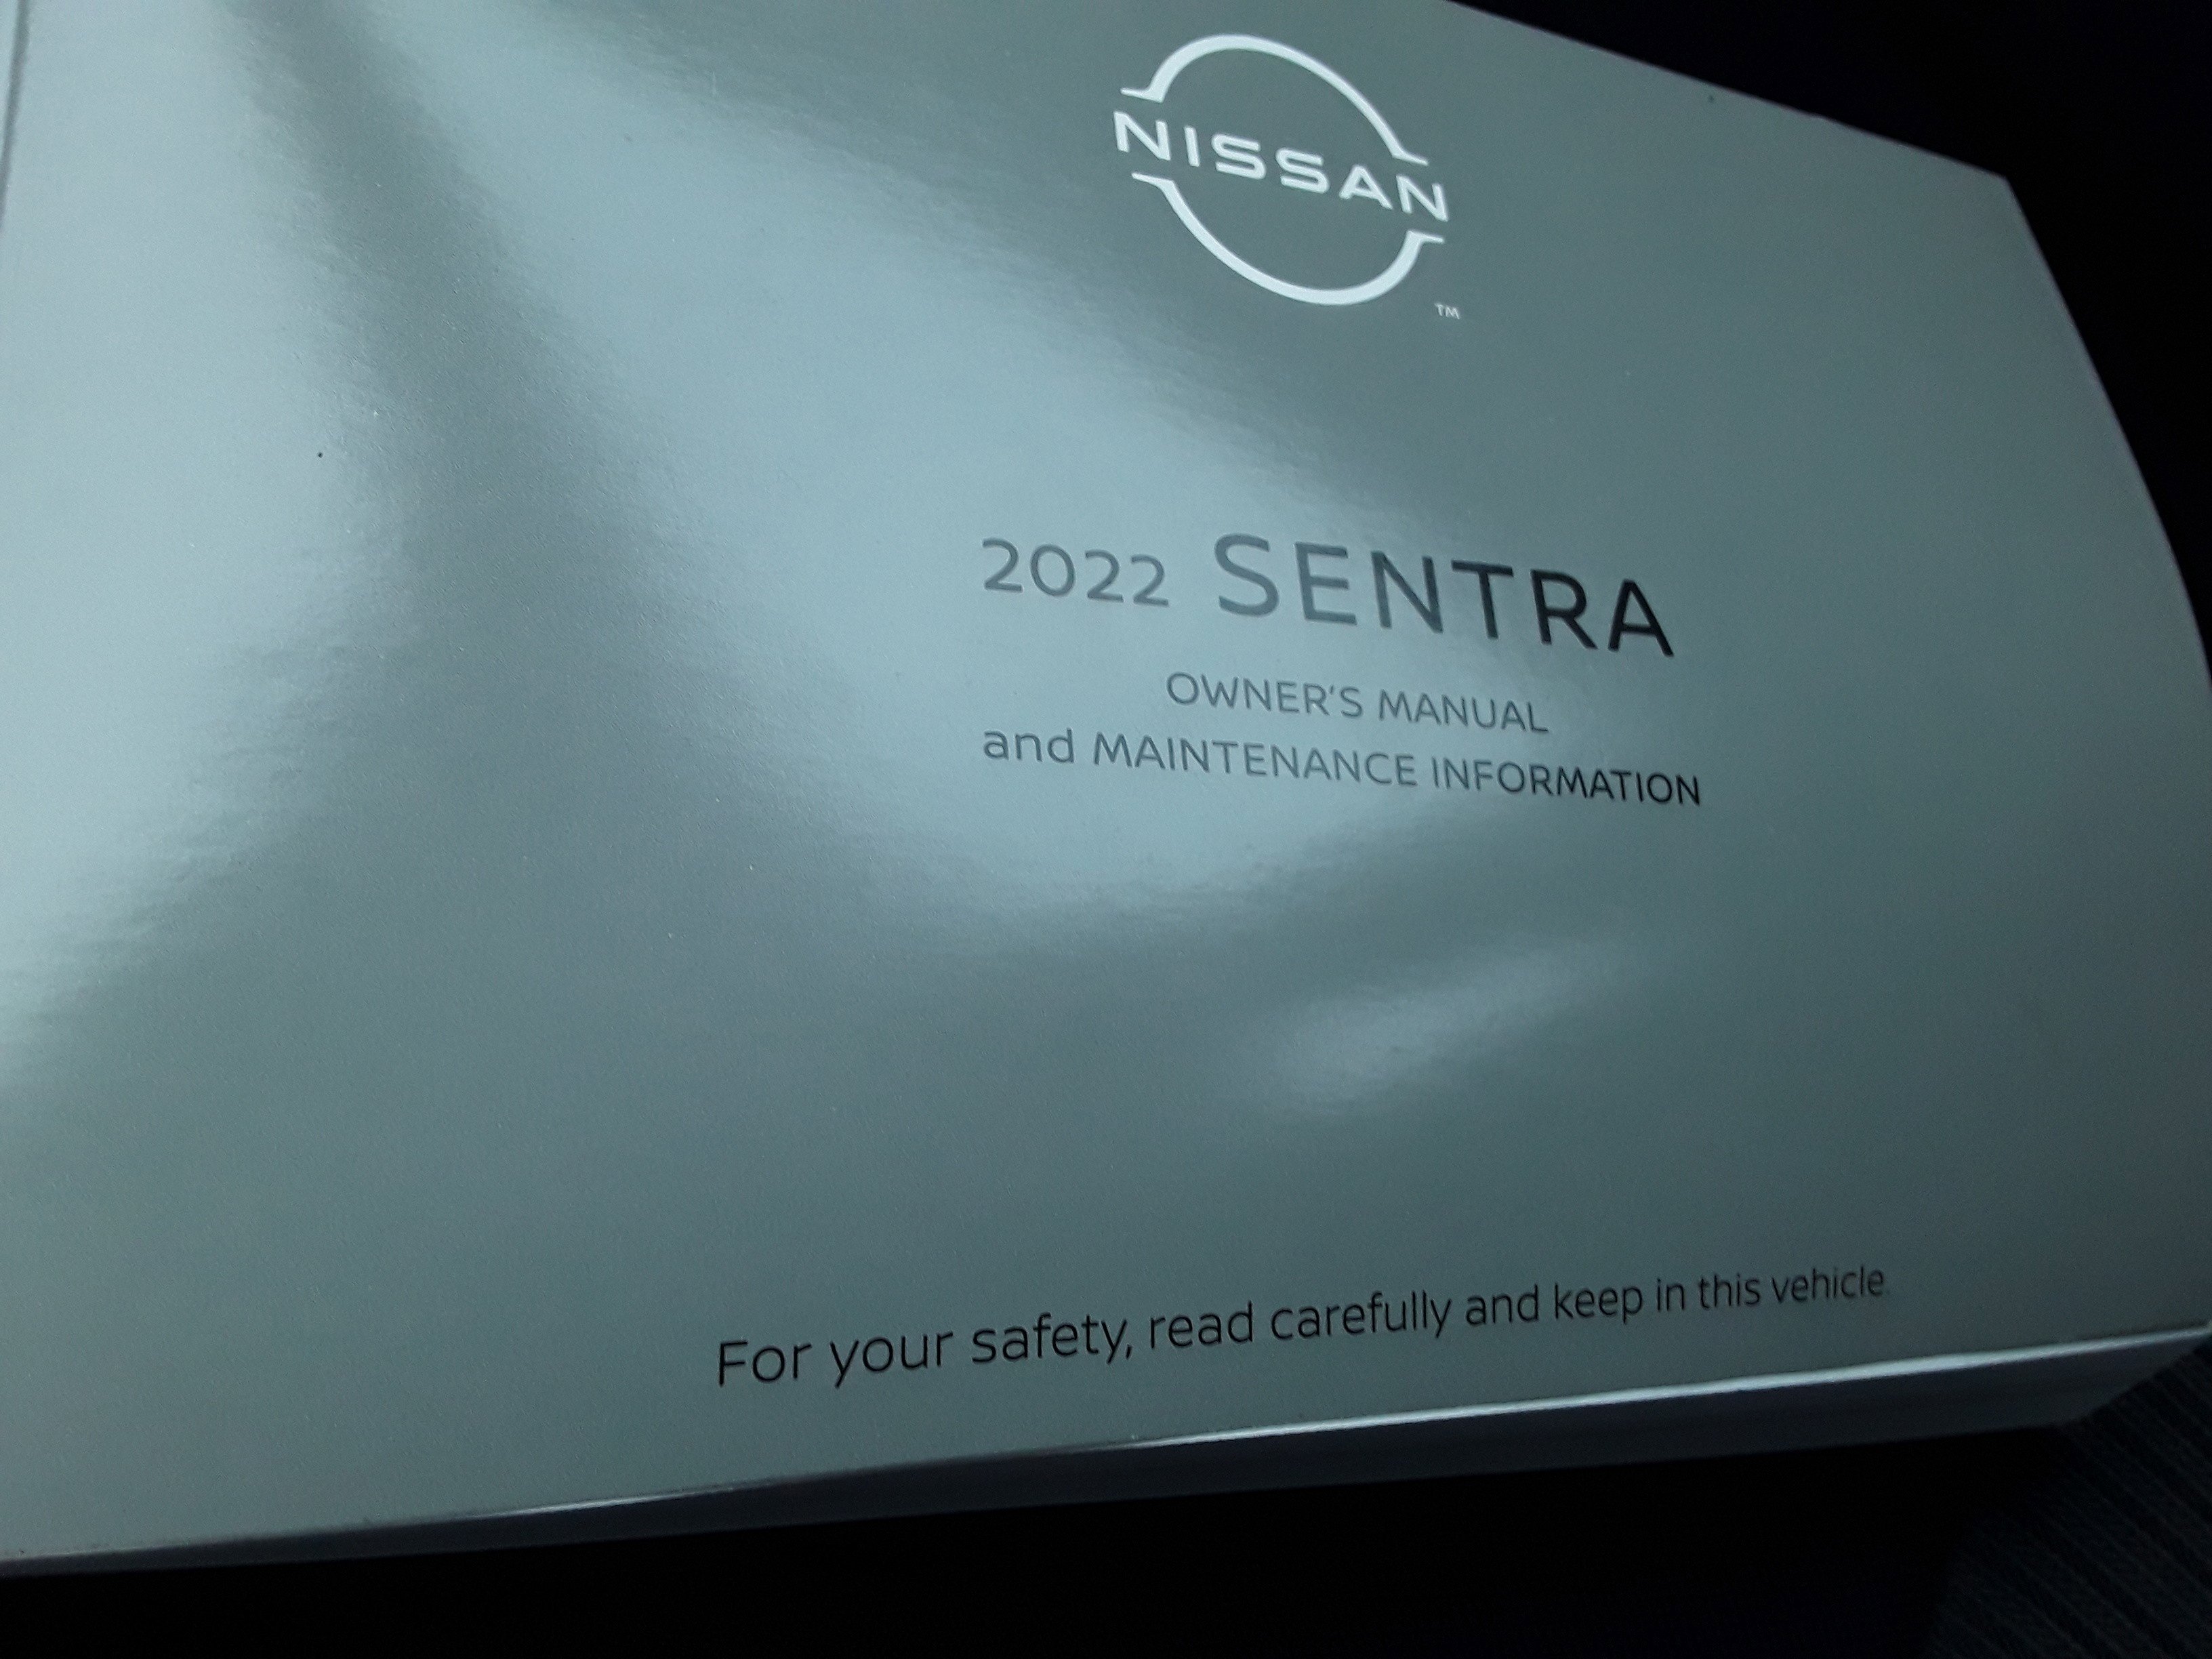 NISSAN
TM
2022 SENTRA
OWNER'S MANUAL
and MAINTENANCE INFORMATION
For your safety, read carefully and keep in this vehicle.